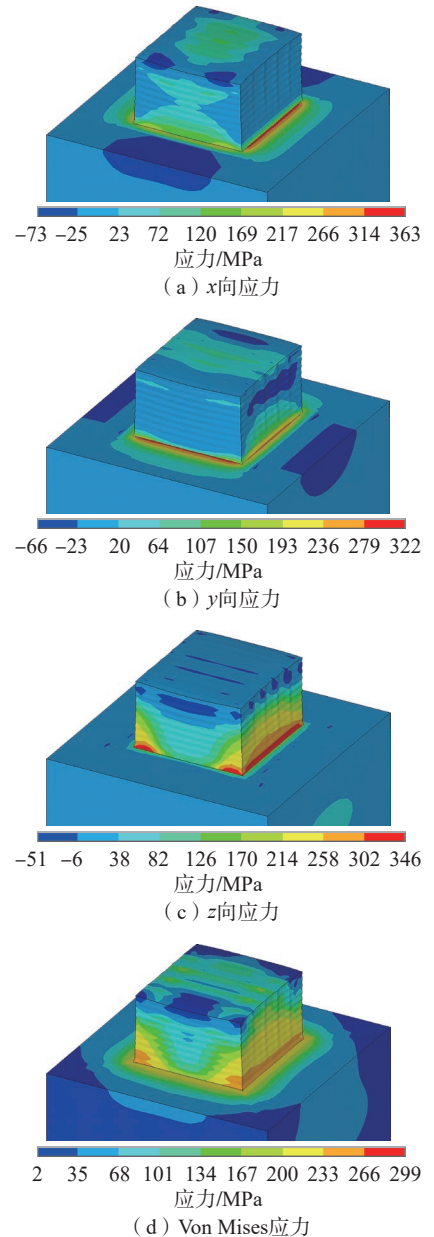 −73 −25 23 72 120 169 217 266 314 363
应力/MPa
（a）x向应力
−66 −23 20 64 107 150 193 236 279 322
应力/MPa
（b）y向应力
−51 −6 38 82 126 170 214 258 302 346
应力/MPa
（c）z向应力
2 35 68 101 134 167 200 233 266 299
应力/MPa
（d）Von Mises应力